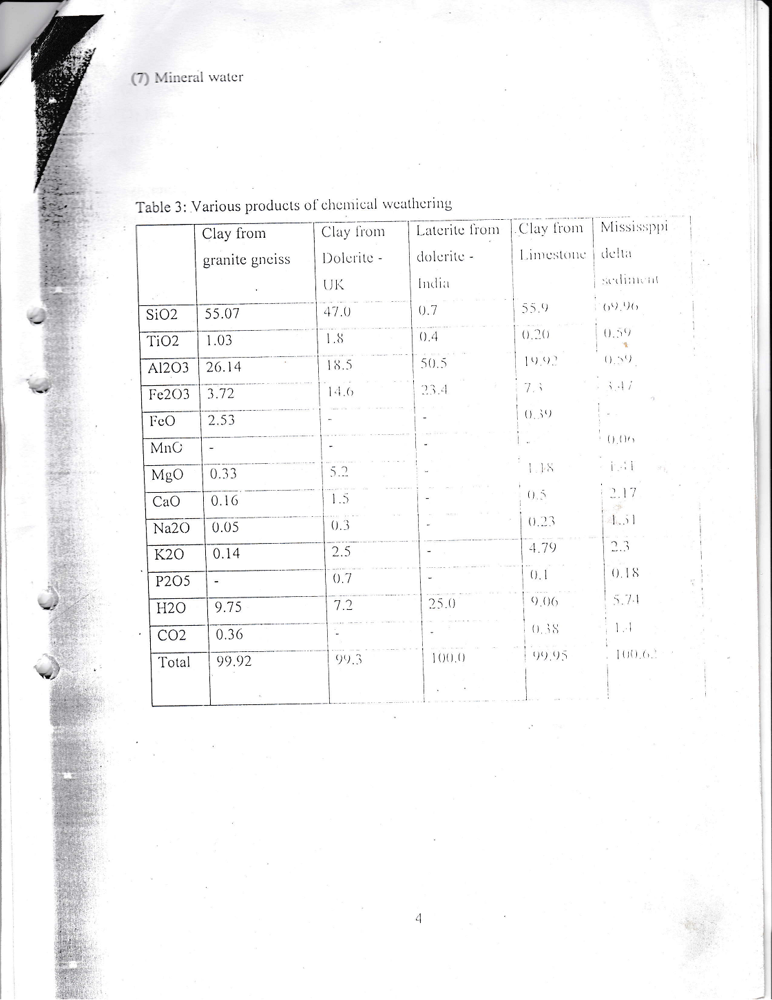 (7) Mineral water
Table 3: Various products of chemical weathering
Clay from granite gneiss | Clay from Dolerite - UK | Laterite from dolerite - India | Clay from Limestone | Mississppi delta sediment
SiO2 55.07 47.0 0.7 55.9 69.96
TiO2 1.03 1.8 0.4 0.20 0.59
Al2O3 26.14 18.5 50.5 19.92 0.59
Fe2O3 3.72 14.6 23.4 7.3 3.47
FeO 2.53 - - 0.39 -
MnO - - - - 0.06
MgO 0.33 5.2 - 1.18
CaO 0.16 1.5 - 0.5 2.17
Na2O 0.05 0.3 - 0.23
K2O 0.14 2.5 - 4.79 2.3
P2O5 - 0.7 - 0.1 0.18
H2O 9.75 7.2 25.0 9.06 5.74
CO2 0.36 - - 0.38 1.4
Total 99.92 99.3 100.0 99.95 100.62
4